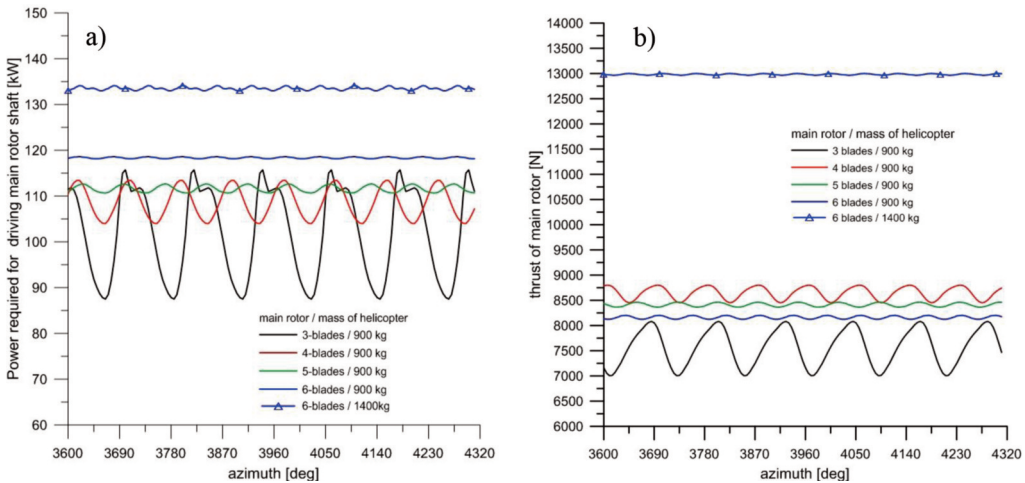 a)
Power required for driving main rotor shaft [kW]
150
140
130
120
110
100
90
80
70
60
main rotor / mass of helicopter
3-blades / 900 kg
4-blades / 900 kg
5-blades / 900 kg
6-blades / 900 kg
6-blades / 1400kg
3600
3690
3780
3870
3960
4050
4140
4230
4320
azimuth [deg]
b)
thrust of main rotor [N]
14000
13500
13000
12500
12000
11500
11000
10500
10000
9500
9000
8500
8000
7500
7000
6500
6000
main rotor / mass of helicopter
3 blades / 900 kg
4 blades / 900 kg
5 blades / 900 kg
6 blades / 900 kg
6 blades / 1400 kg
3600
3690
3780
3870
3960
4050
4140
4230
4320
azimuth [deg]